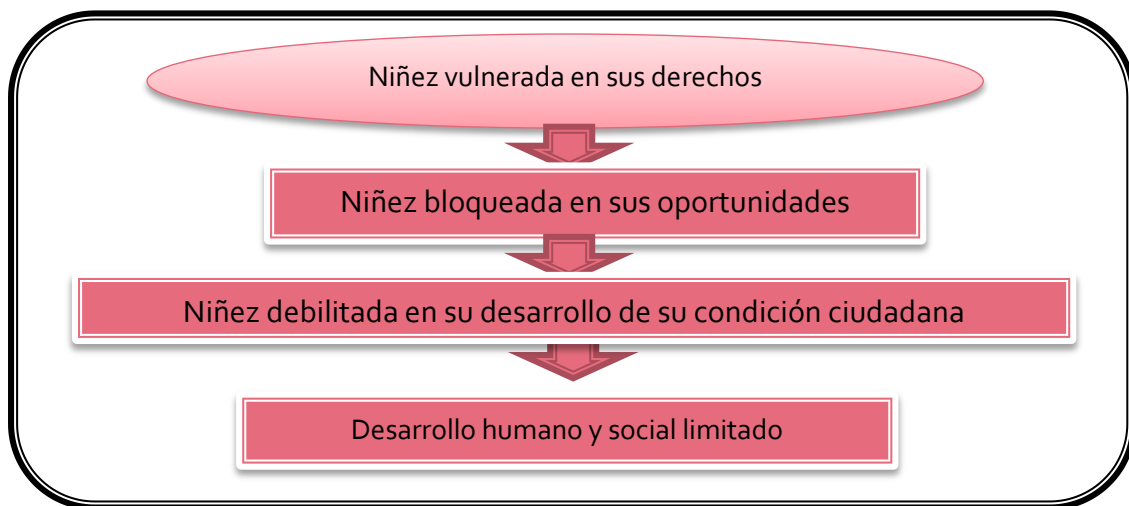 Niñez vulnerada en sus derechos
Niñez bloqueada en sus oportunidades
Niñez debilitada en su desarrollo de su condición ciudadana
Desarrollo humano y social limitado